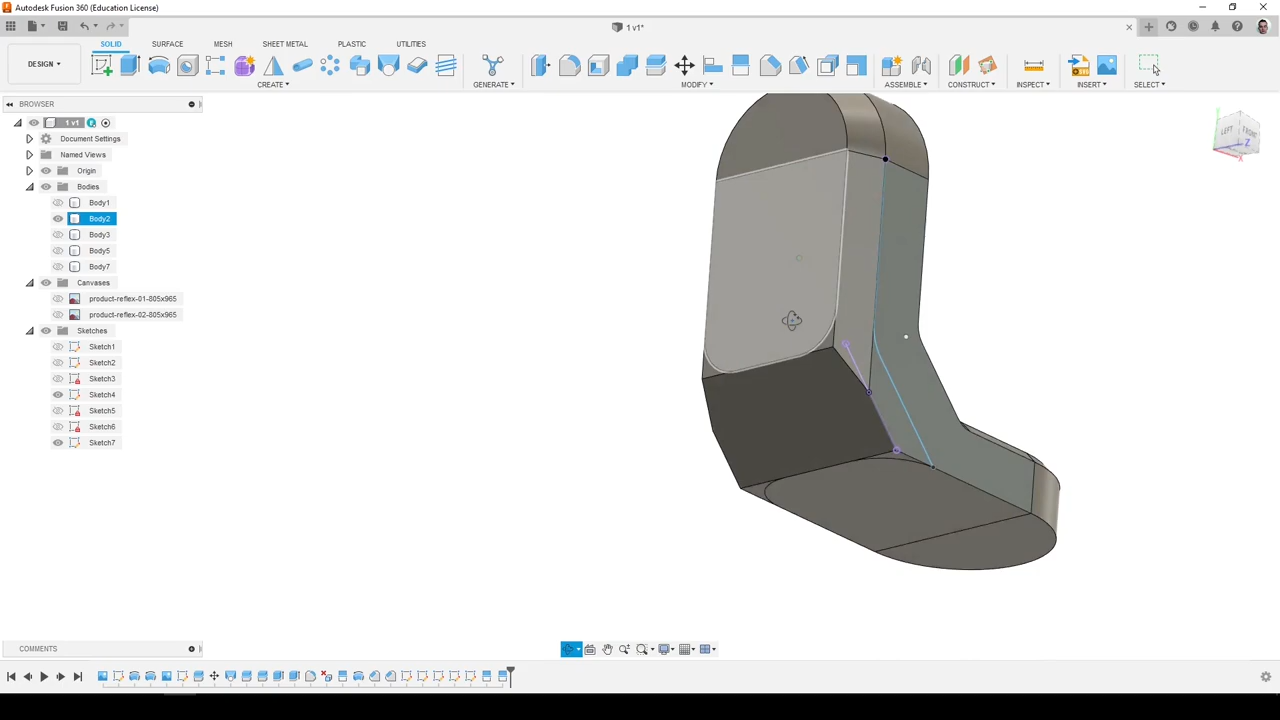 Autodesk Fusion 360 (Education License)
1 v1*
SOLID SURFACE MESH SHEET METAL PLASTIC UTILITIES
DESIGN
CREATE GENERATE MODIFY ASSEMBLE CONSTRUCT INSPECT INSERT SELECT
BROWSER
1 v1
Document Settings
Named Views
Origin
Bodies
Body1
Body2
Body3
Body5
Body7
Canvases
product-reflex-01-805x965
product-reflex-02-805x965
Sketches
Sketch1
Sketch2
Sketch3
Sketch4
Sketch5
Sketch6
Sketch7
LEFT FRONT
Z
X
COMMENTS